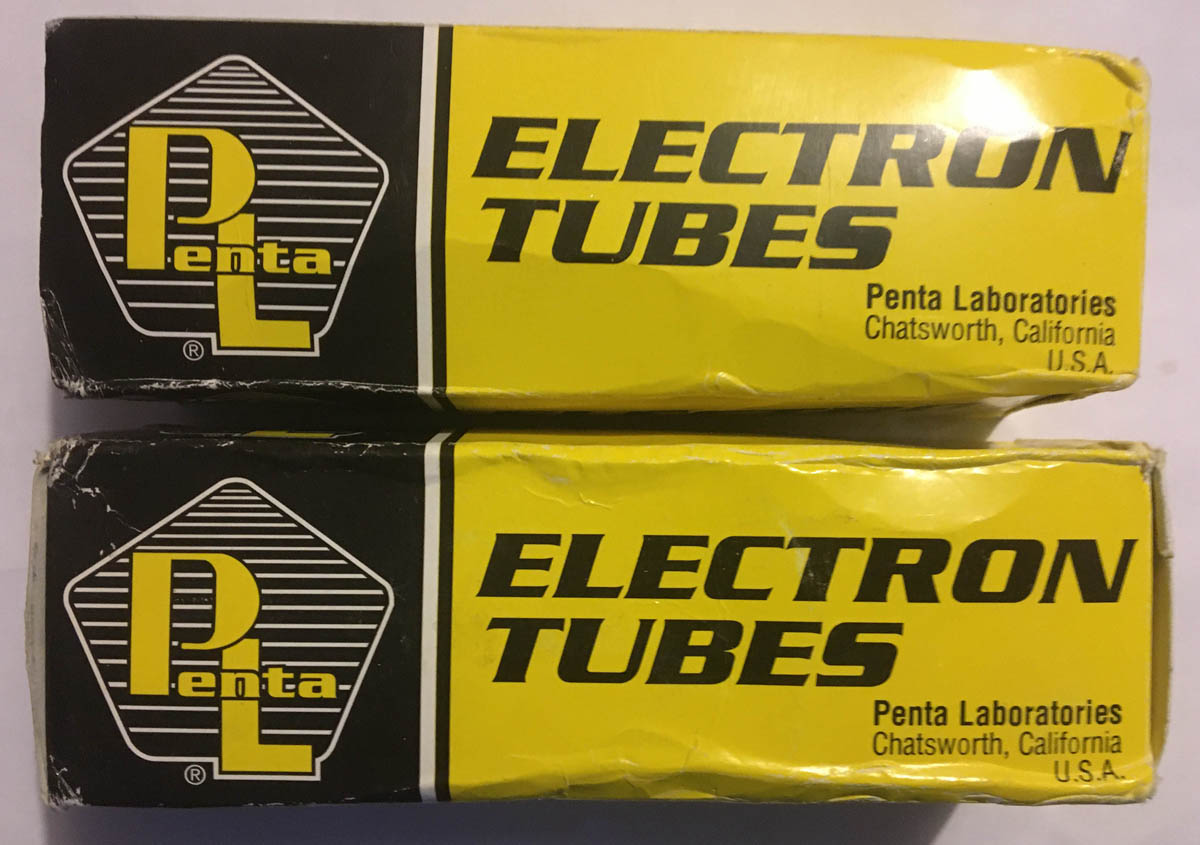 Penta
L
®
ELECTRON
TUBES
Penta Laboratories
Chatsworth, California
U.S.A.
Penta
L
®
ELECTRON
TUBES
Penta Laboratories
Chatsworth, California
U.S.A.